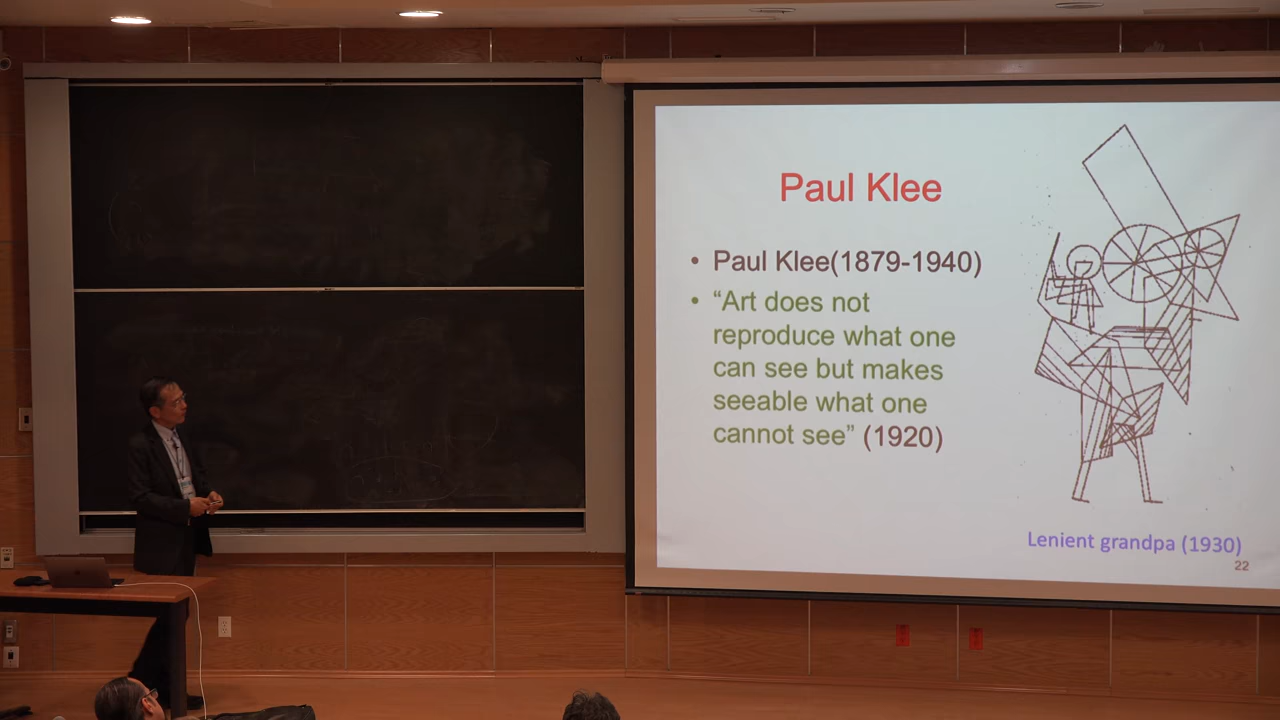 Paul Klee
• Paul Klee(1879-1940)
• “Art does not
reproduce what one
can see but makes
seeable what one
cannot see” (1920)
Lenient grandpa (1930)
22